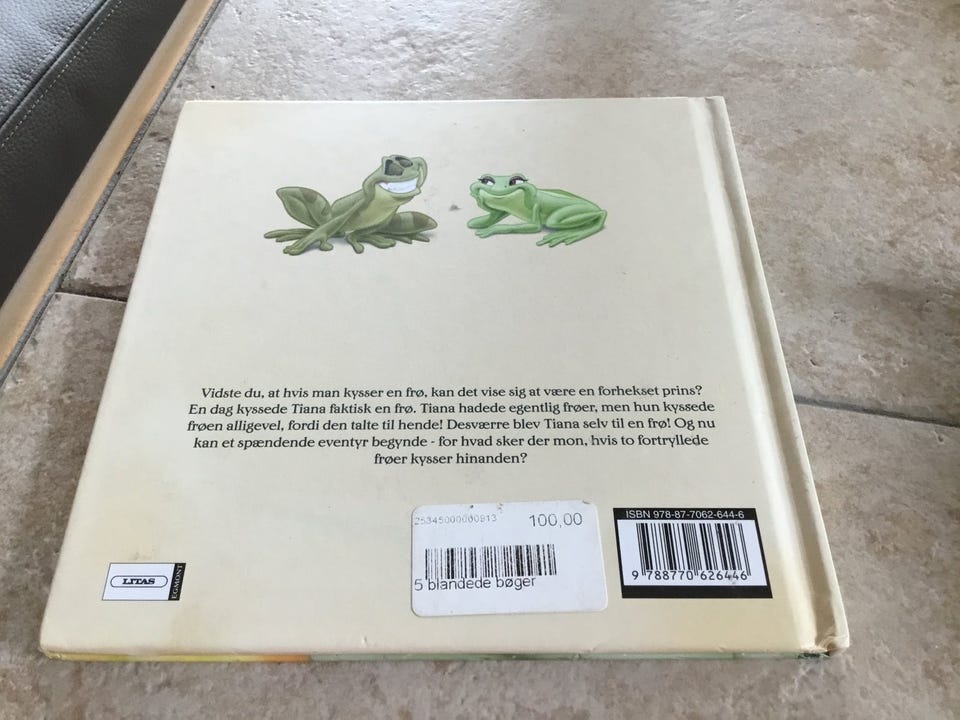 Vidste du, at hvis man kysser en frø, kan det vise sig at være en forhekset prins?
En dag kyssede Tiana faktisk en frø. Tiana hadede egentlig frøer, men hun kyssede
frøen alligevel, fordi den talte til hende! Desværre blev Tiana selv til en frø! Og nu
kan et spændende eventyr begynde - for hvad sker der mon, hvis to fortryllede
frøer kysser hinanden?
25345000000913 100,00
5 blandede bøger
ISBN 978-87-7062-644-6
9 788770 626446
LITAS
EGMONT